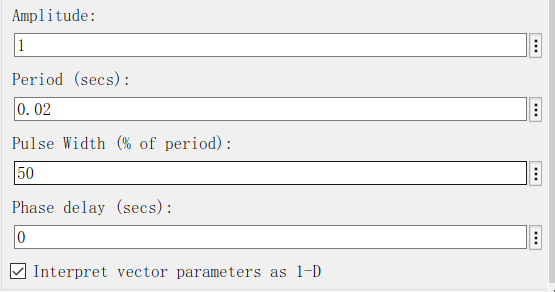 Amplitude:
1
Period (secs):
0.02
Pulse Width (% of period):
50
Phase delay (secs):
0
Interpret vector parameters as 1-D